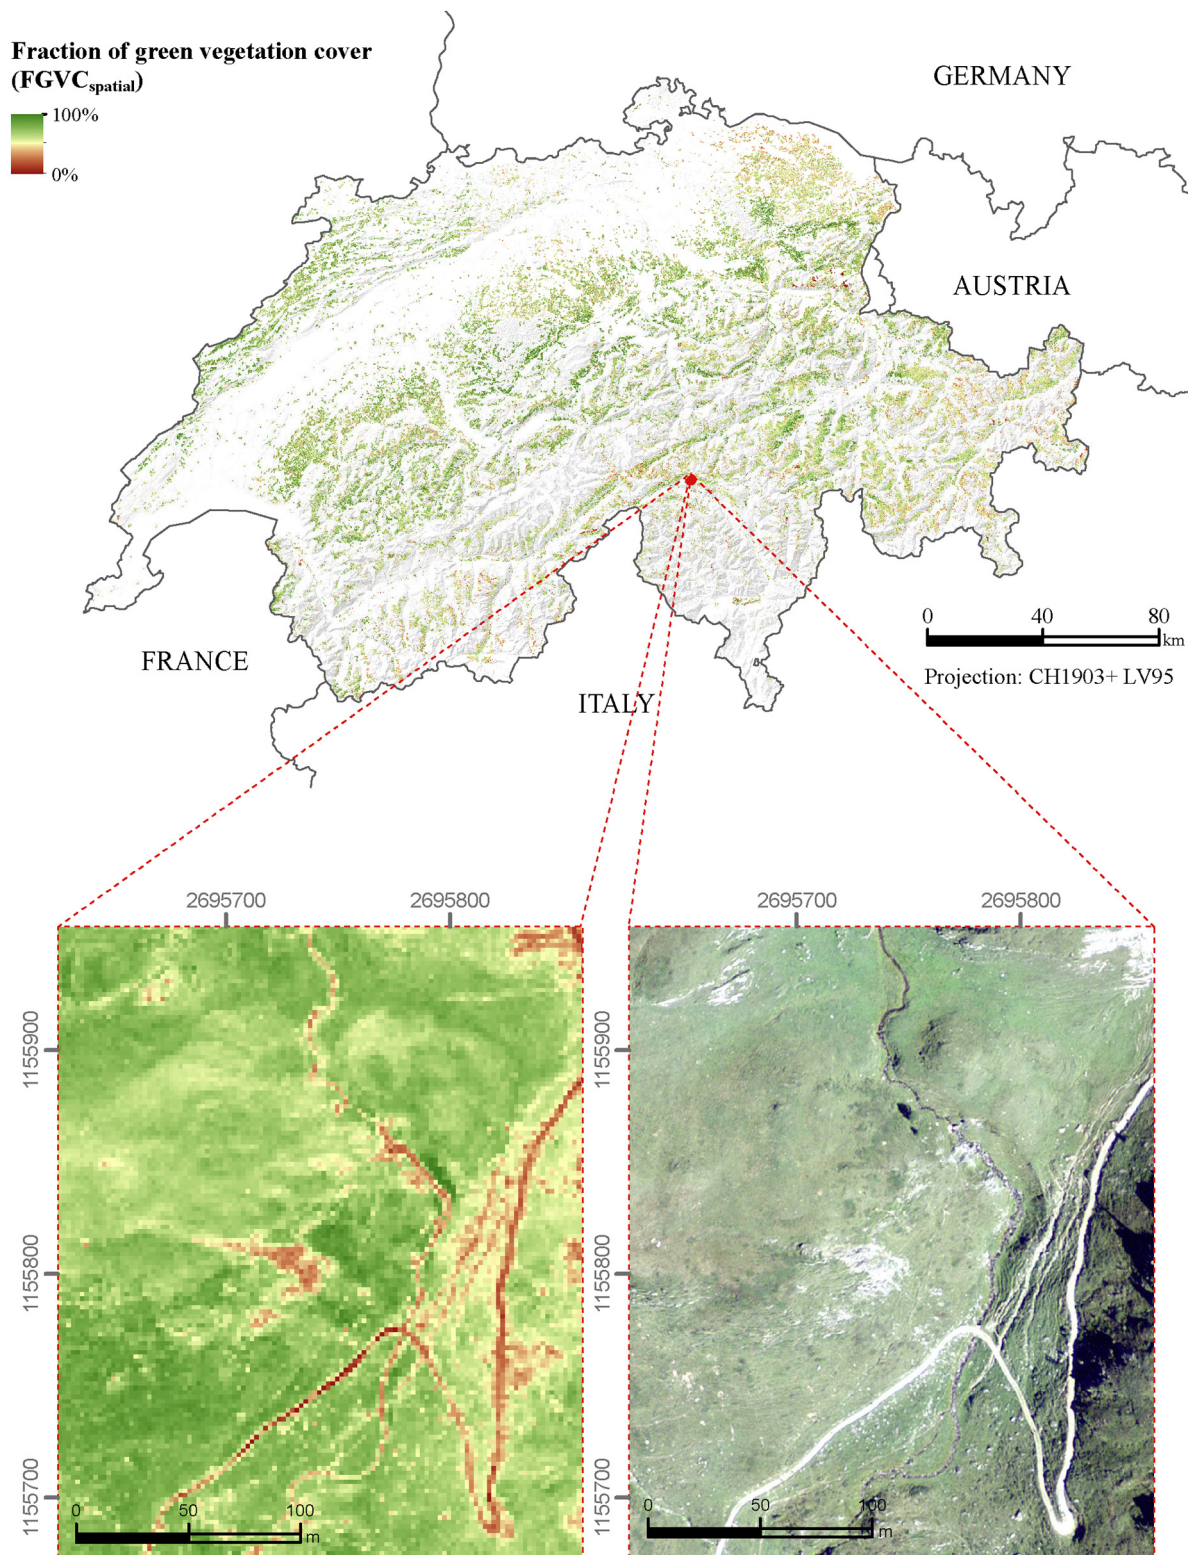 Fraction of green vegetation cover
(FGVCspatial)
100%
0%
GERMANY
AUSTRIA
FRANCE
ITALY
0 40 80
km
Projection: CH1903+ LV95
2695700 2695800
2695700 2695800
1155900
1155800
1155700
1155900
1155800
1155700
0 50 100
m
0 50 100
m